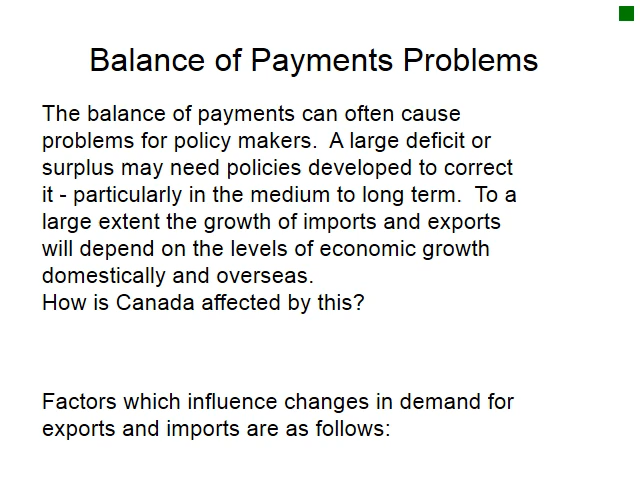 Balance of Payments Problems
The balance of payments can often cause
problems for policy makers.  A large deficit or
surplus may need policies developed to correct
it - particularly in the medium to long term.  To a
large extent the growth of imports and exports
will depend on the levels of economic growth
domestically and overseas.
How is Canada affected by this?
Factors which influence changes in demand for
exports and imports are as follows: